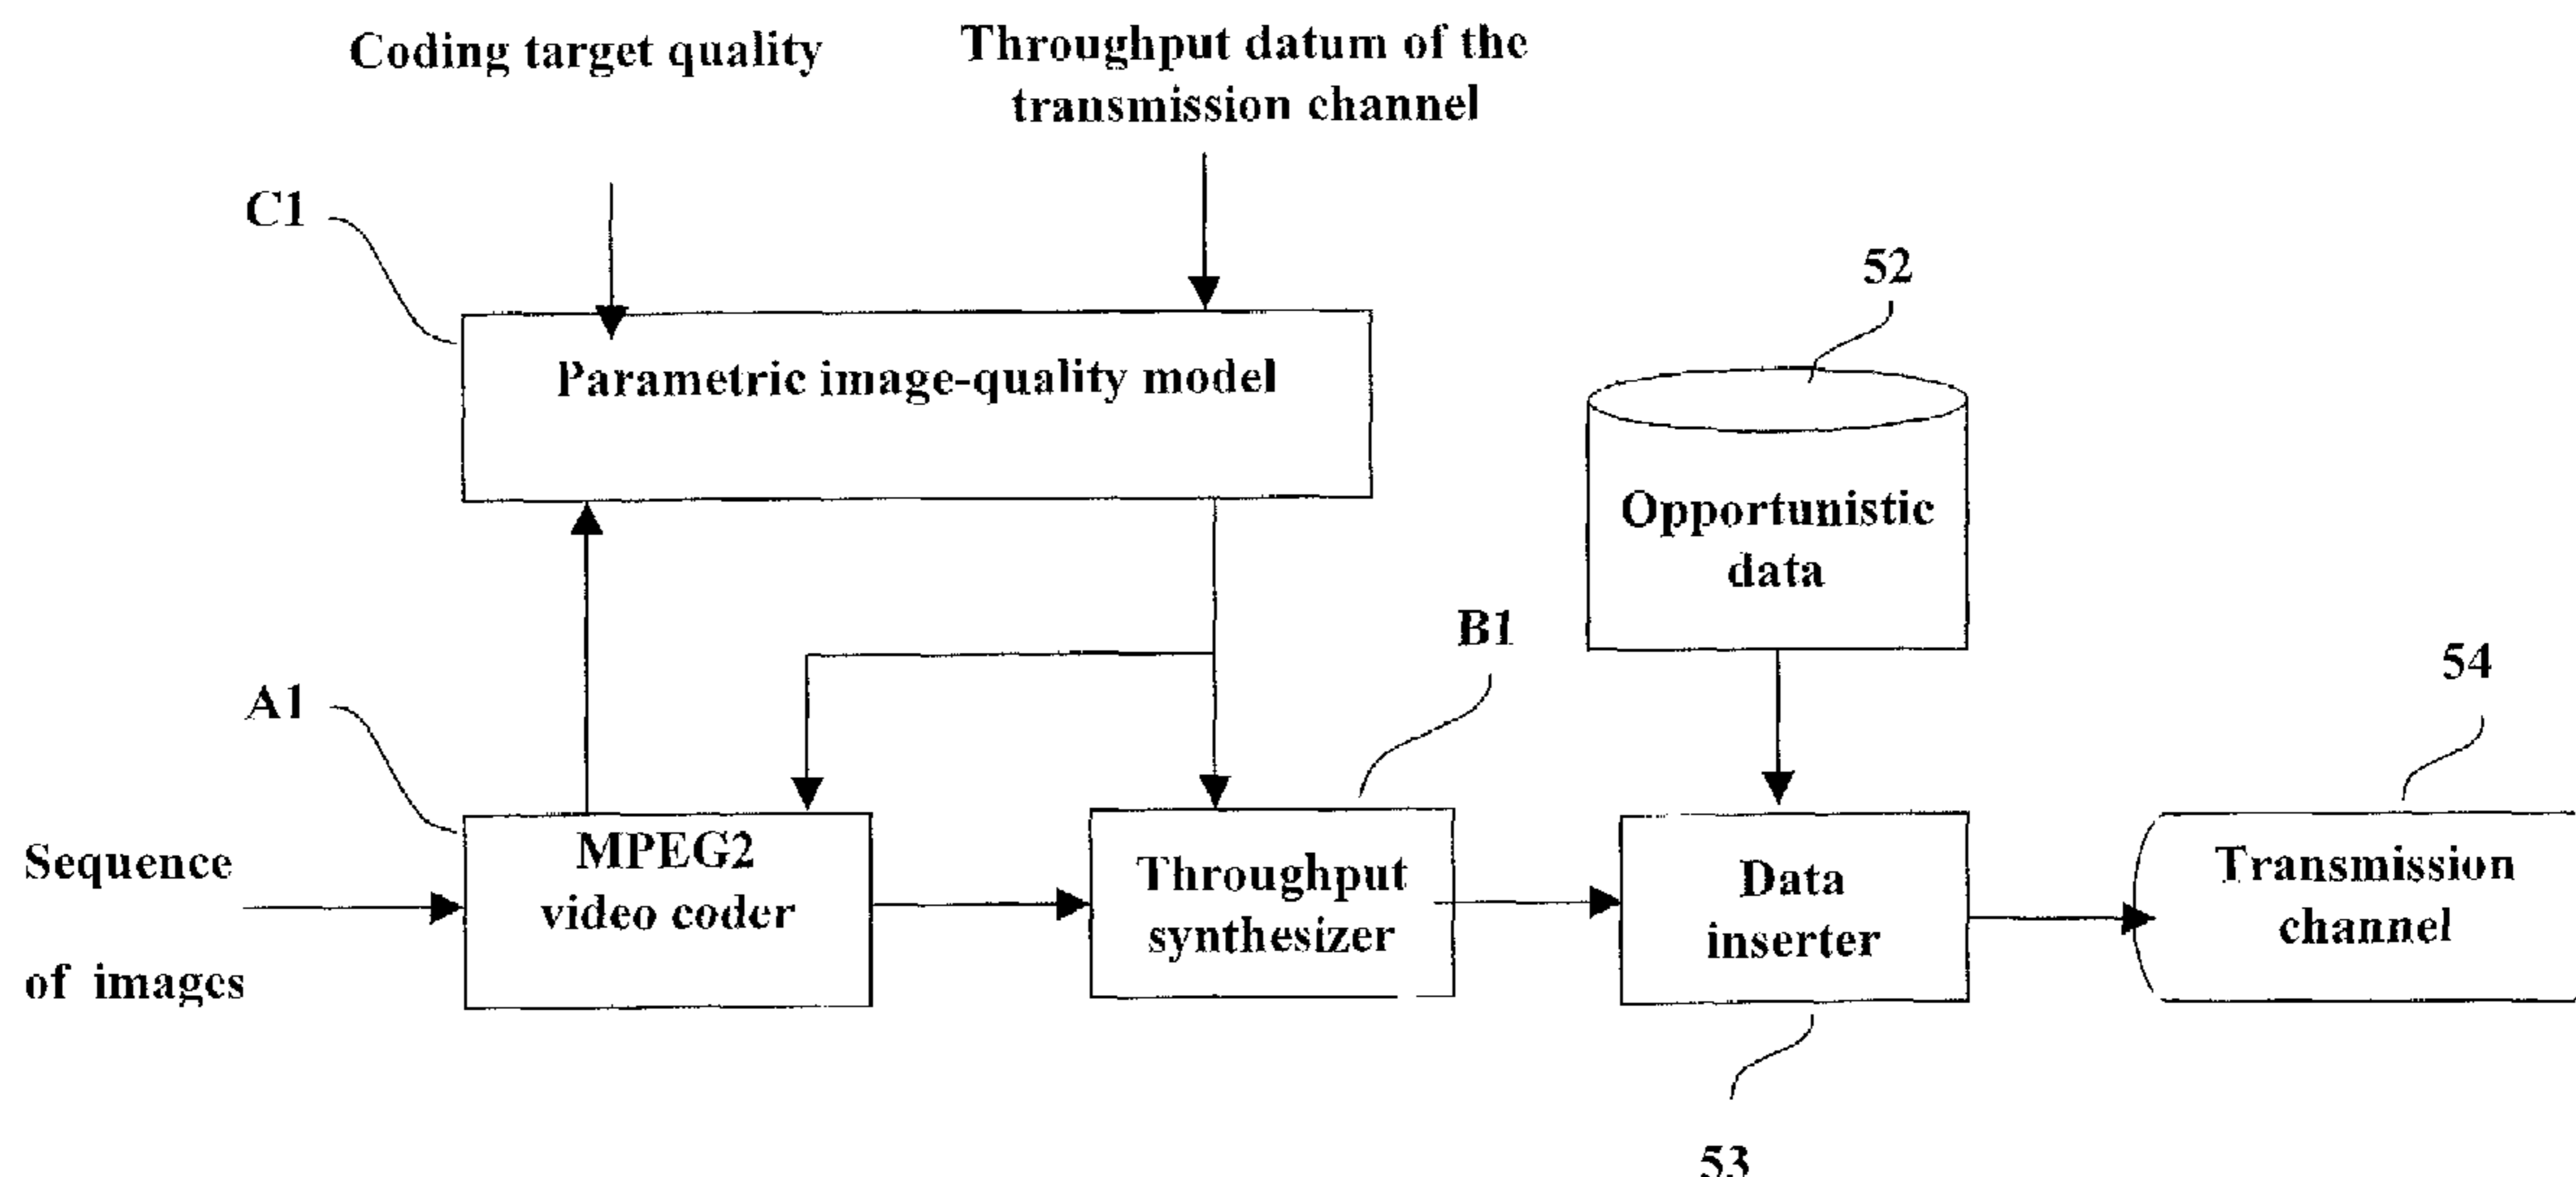 Coding target quality
Throughput datum of the
transmission channel
C1
52
Parametric image-quality model
Opportunistic
data
B1
54
A1
Sequence
of images
MPEG2
video coder
Throughput
synthesizer
Data
inserter
Transmission
channel
53